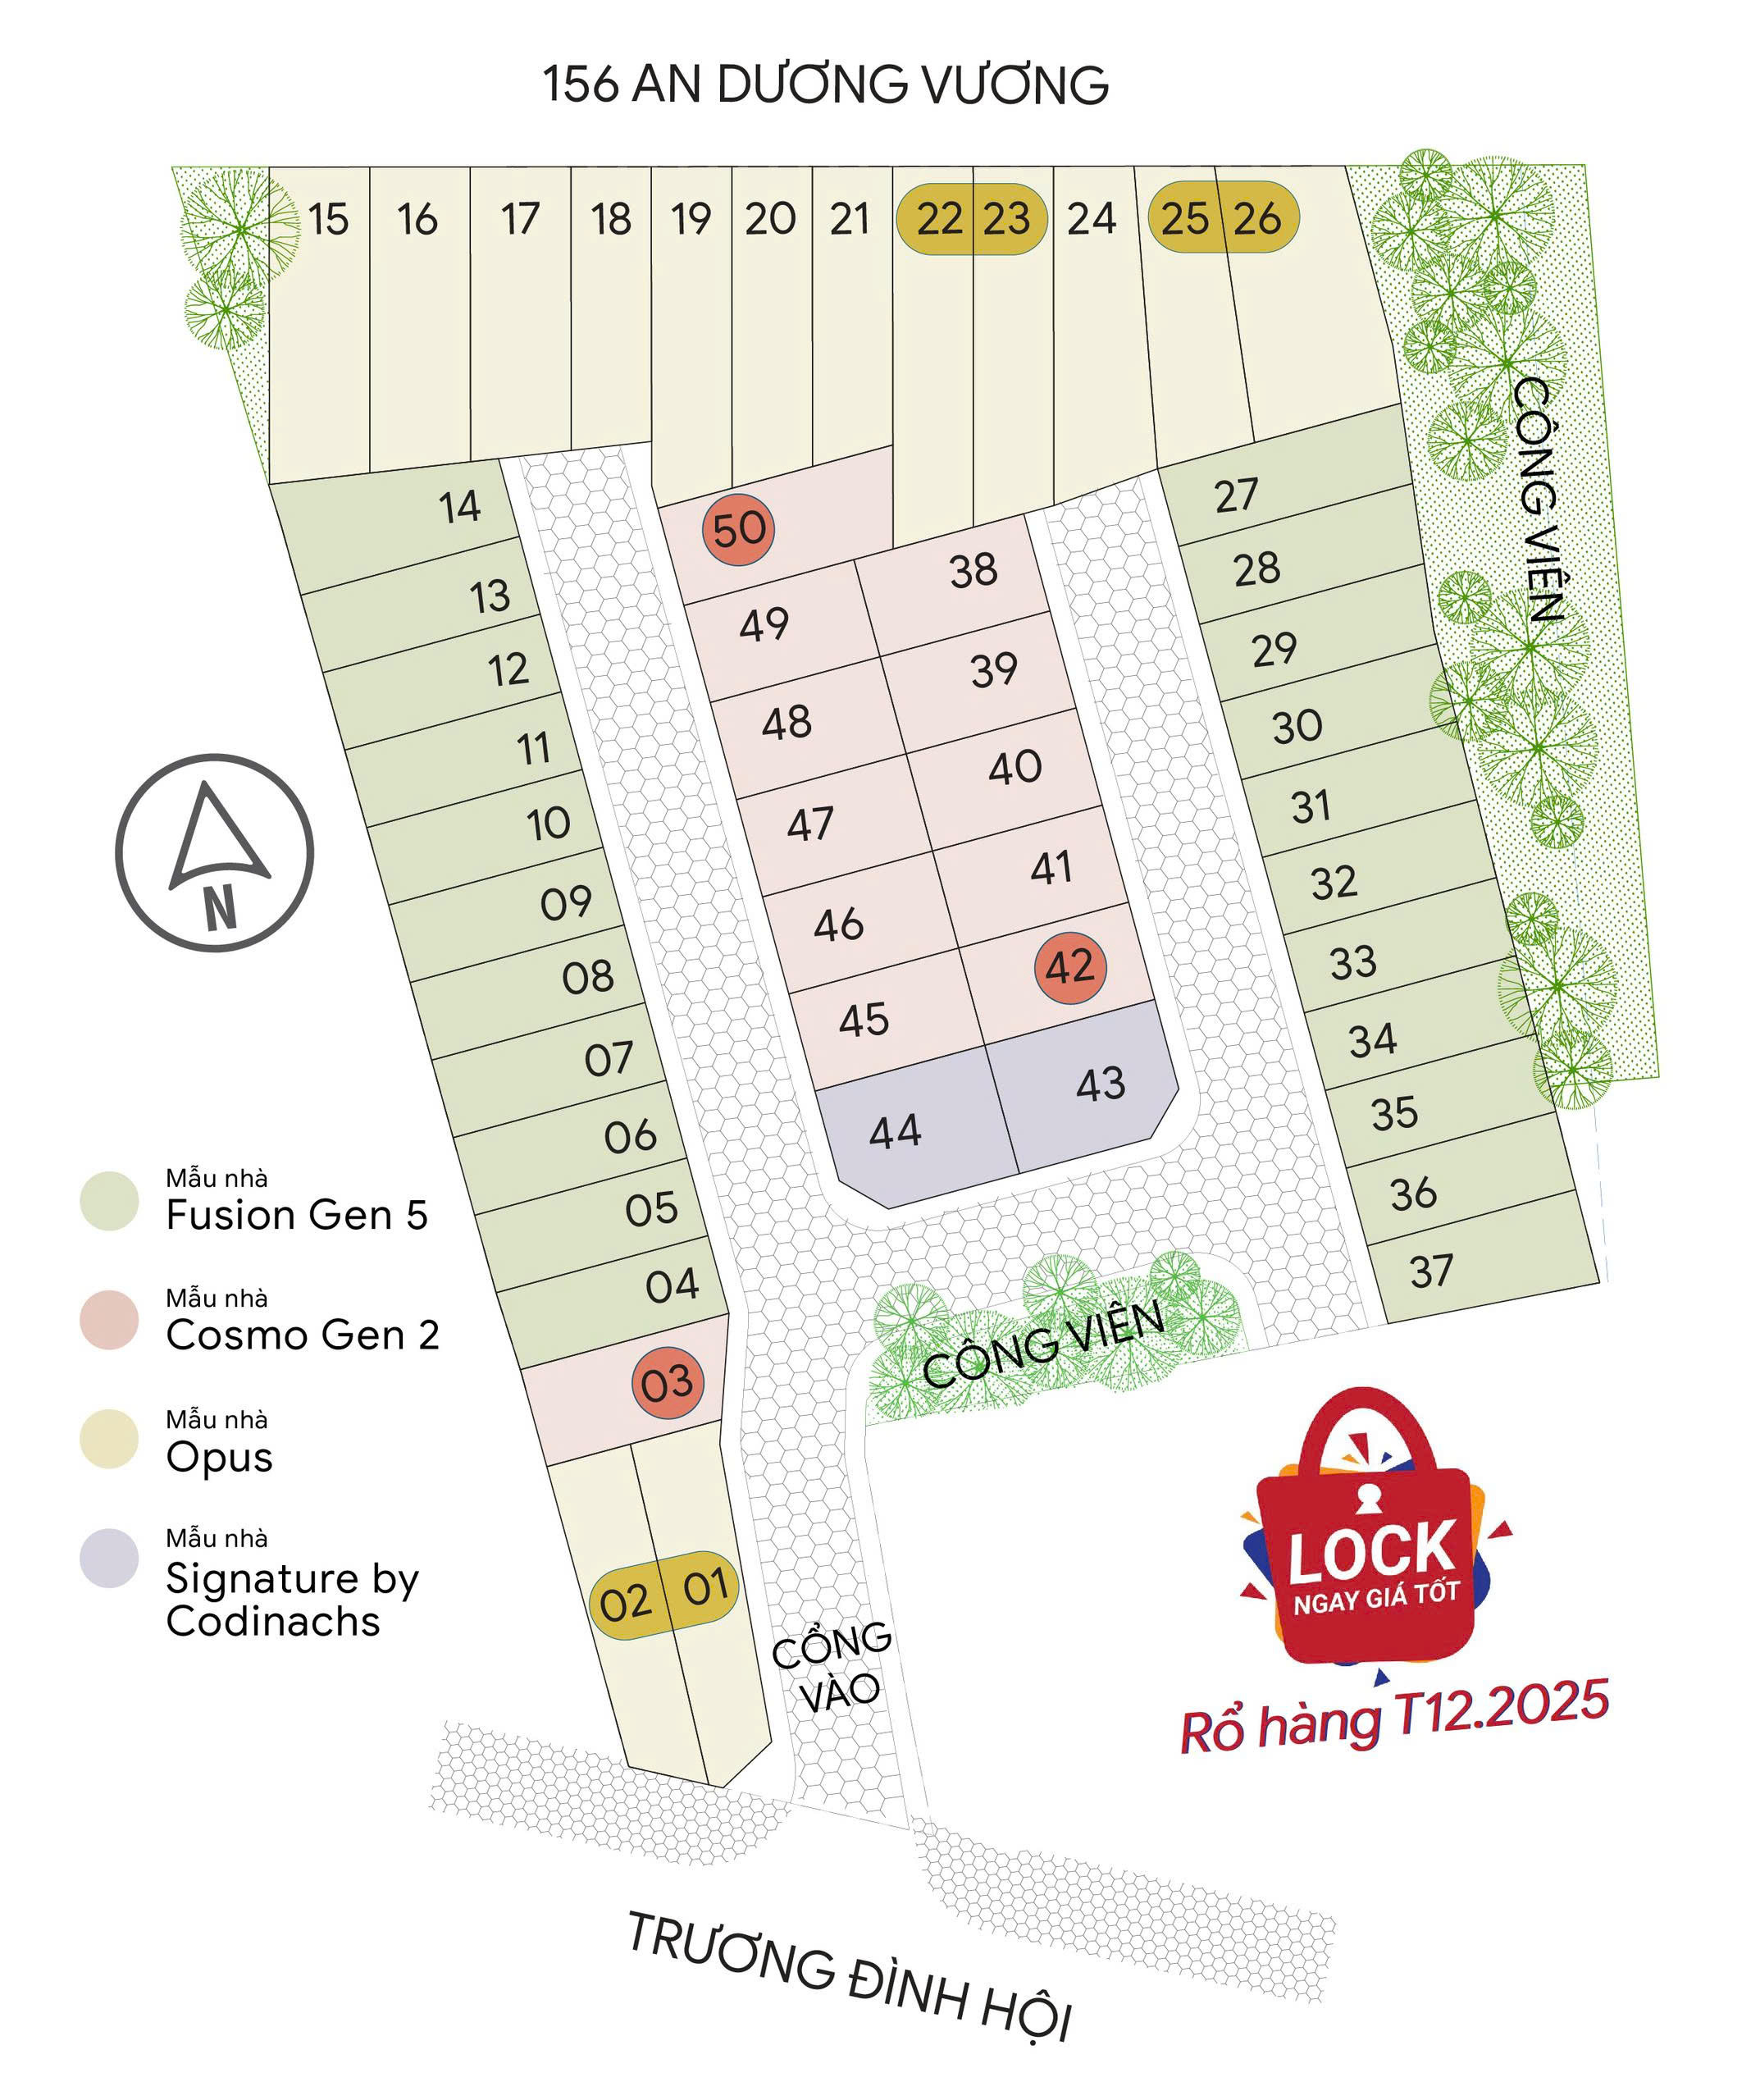 156 AN DƯƠNG VƯƠNG
15 16 17 18 19 20 21 22 23 24 25 26
CÔNG VIÊN
14
13
12
11
10
09
08
07
06
05
04
03
02 01
50
49
48
47
46
45
44
38
39
40
41
42
43
27
28
29
30
31
32
33
34
35
36
37
N
Mẫu nhà
Fusion Gen 5
Mẫu nhà
Cosmo Gen 2
Mẫu nhà
Opus
Mẫu nhà
Signature by
Codinachs
CÔNG VIÊN
CỔNG
VÀO
LOCK
NGAY GIÁ TỐT
Rổ hàng T12.2025
TRƯƠNG ĐÌNH HỘI